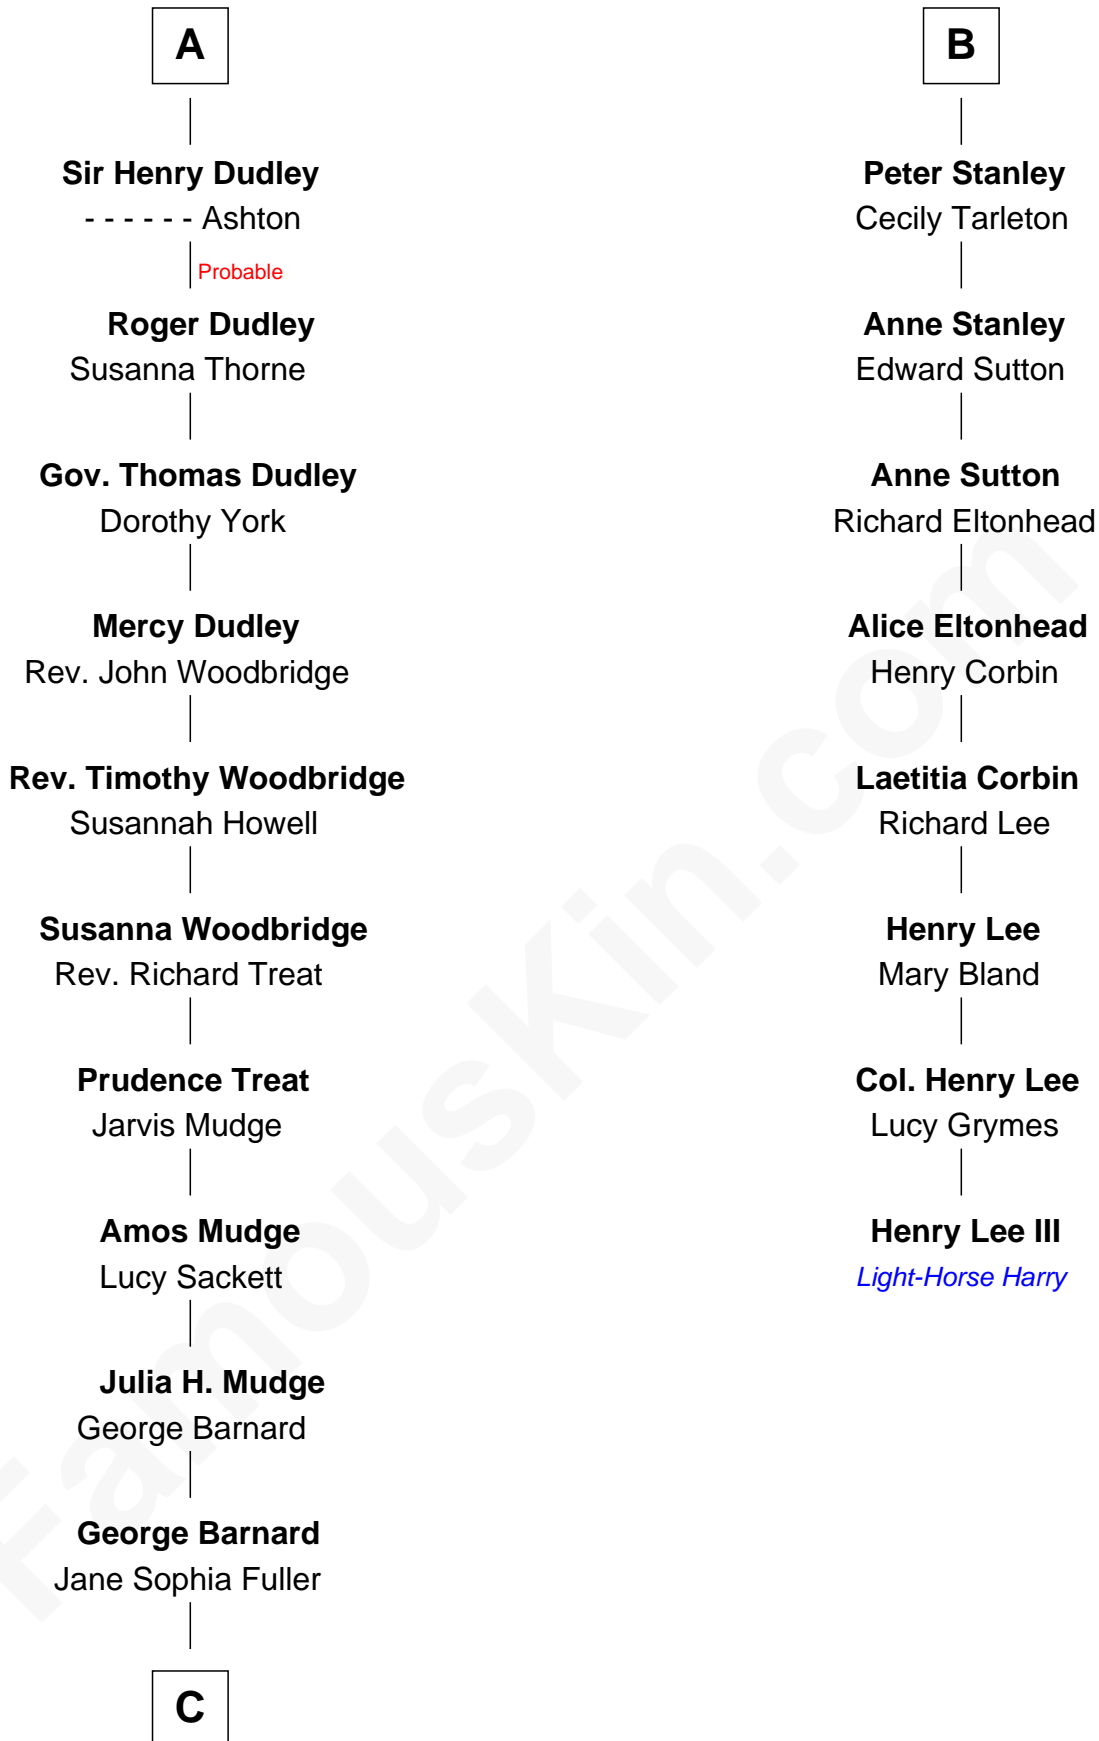 A
Sir Henry Dudley
- - - - - - Ashton
Probable
Roger Dudley
Susanna Thorne
Gov. Thomas Dudley
Dorothy York
Mercy Dudley
Rev. John Woodbridge
Rev. Timothy Woodbridge
Susannah Howell
Susanna Woodbridge
Rev. Richard Treat
Prudence Treat
Jarvis Mudge
Amos Mudge
Lucy Sackett
Julia H. Mudge
George Barnard
George Barnard
Jane Sophia Fuller
C
B
Peter Stanley
Cecily Tarleton
Anne Stanley
Edward Sutton
Anne Sutton
Richard Eltonhead
Alice Eltonhead
Henry Corbin
Laetitia Corbin
Richard Lee
Henry Lee
Mary Bland
Col. Henry Lee
Lucy Grymes
Henry Lee III
Light-Horse Harry
FamousKin.com